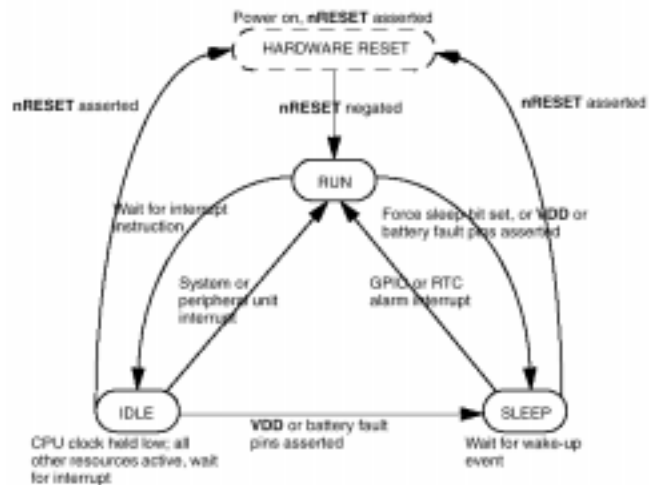 Power on, nRESET asserted
HARDWARE RESET
nRESET asserted
nRESET asserted
nRESET negated
RUN
Wait for interrupt
instruction
Force sleep bit set, or VDD or
battery fault pins asserted
System or
peripheral unit
interrupt
GPIO or RTC
alarm interrupt
IDLE
SLEEP
CPU clock held low; all
other resources active, wait
for interrupt
VDD or battery fault
pins asserted
Wait for wake-up
event